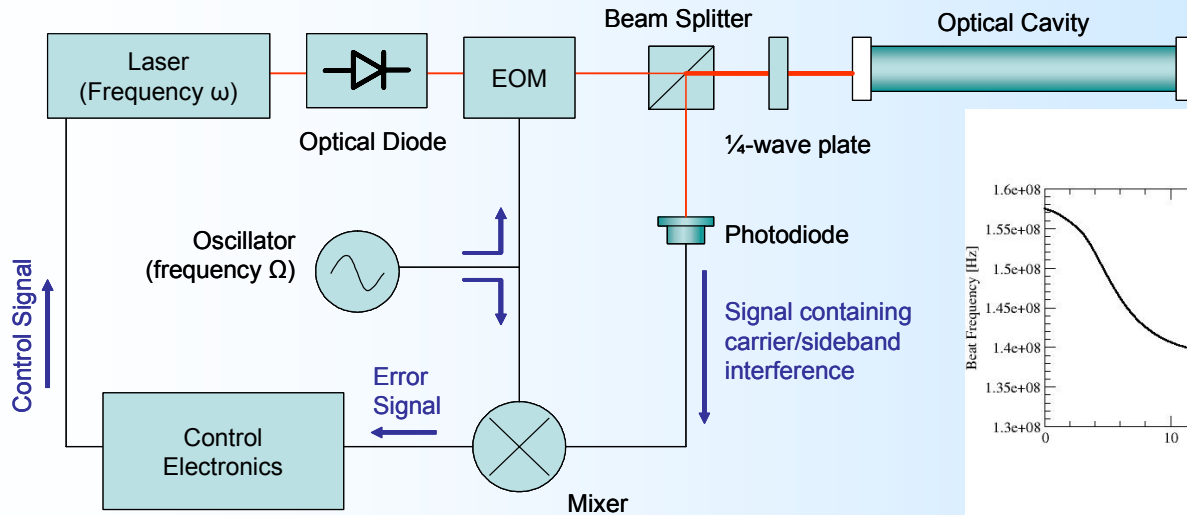 Beam Splitter
Optical Cavity
Laser
(Frequency ω)
EOM
Optical Diode
¼-wave plate
Oscillator
(frequency Ω)
Photodiode
Control Signal
Signal containing
carrier/sideband
interference
Error
Signal
Control
Electronics
Mixer
Beat Frequency [Hz]
1.6e+08
1.55e+08
1.5e+08
1.45e+08
1.4e+08
1.35e+08
1.3e+08
0
10